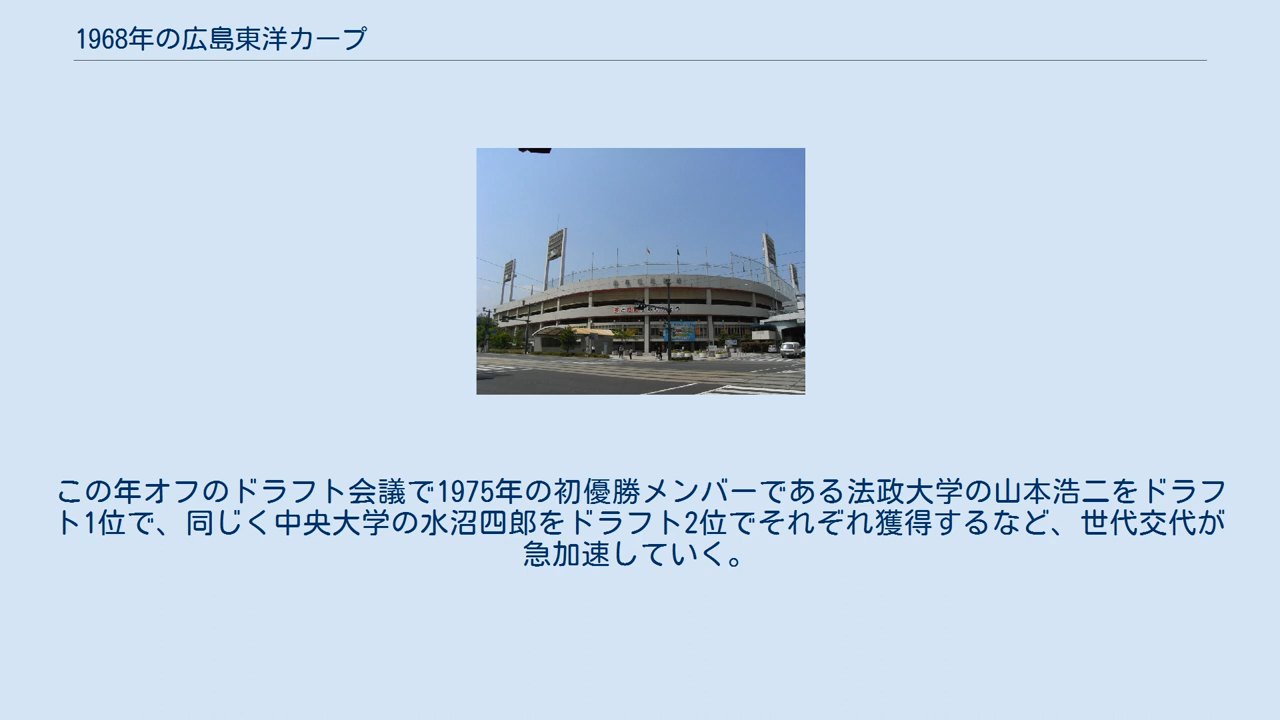 1968年の広島東洋カープ
この年オフのドラフト会議で1975年の初優勝メンバーである法政大学の山本浩二をドラフ
ト1位で、同じく中央大学の水沼四郎をドラフト2位でそれぞれ獲得するなど、世代交代が
急加速していく。